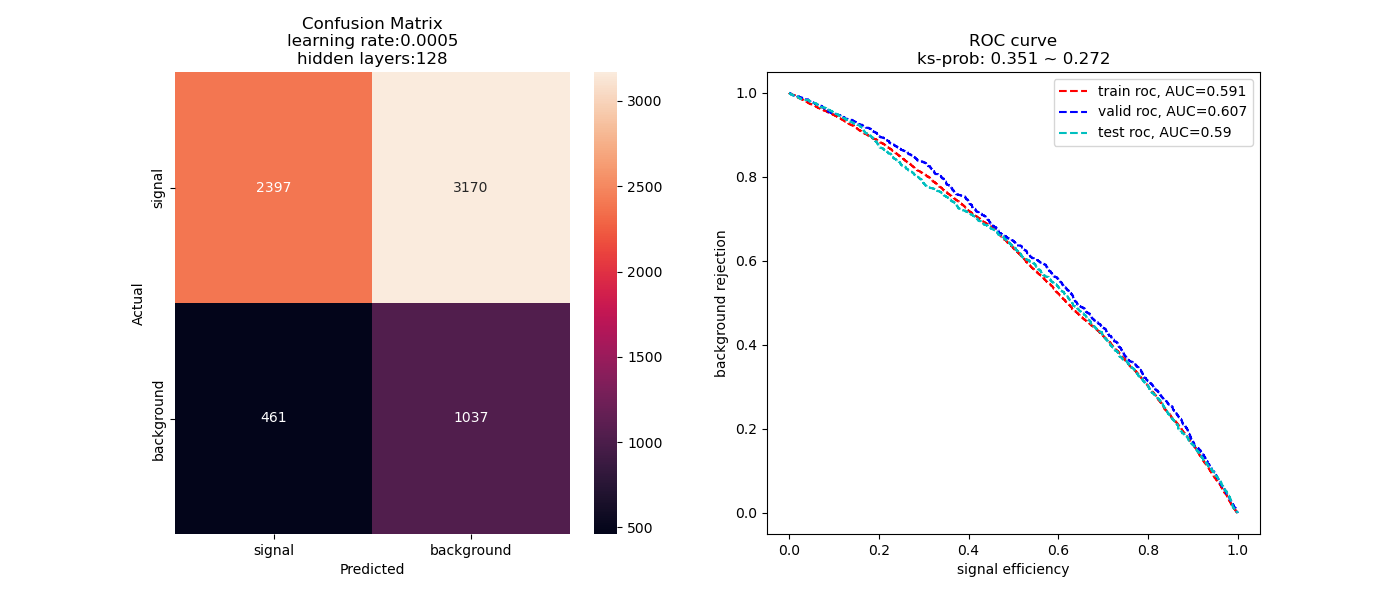 Confusion Matrix
learning rate:0.0005
hidden layers:128
signal
background
Actual
2397
3170
461
1037
signal
background
Predicted
3000
2500
2000
1500
1000
500
ROC curve
ks-prob: 0.351 ~ 0.272
train roc, AUC=0.591
valid roc, AUC=0.607
test roc, AUC=0.59
background rejection
1.0
0.8
0.6
0.4
0.2
0.0
0.0
0.2
0.4
0.6
0.8
1.0
signal efficiency